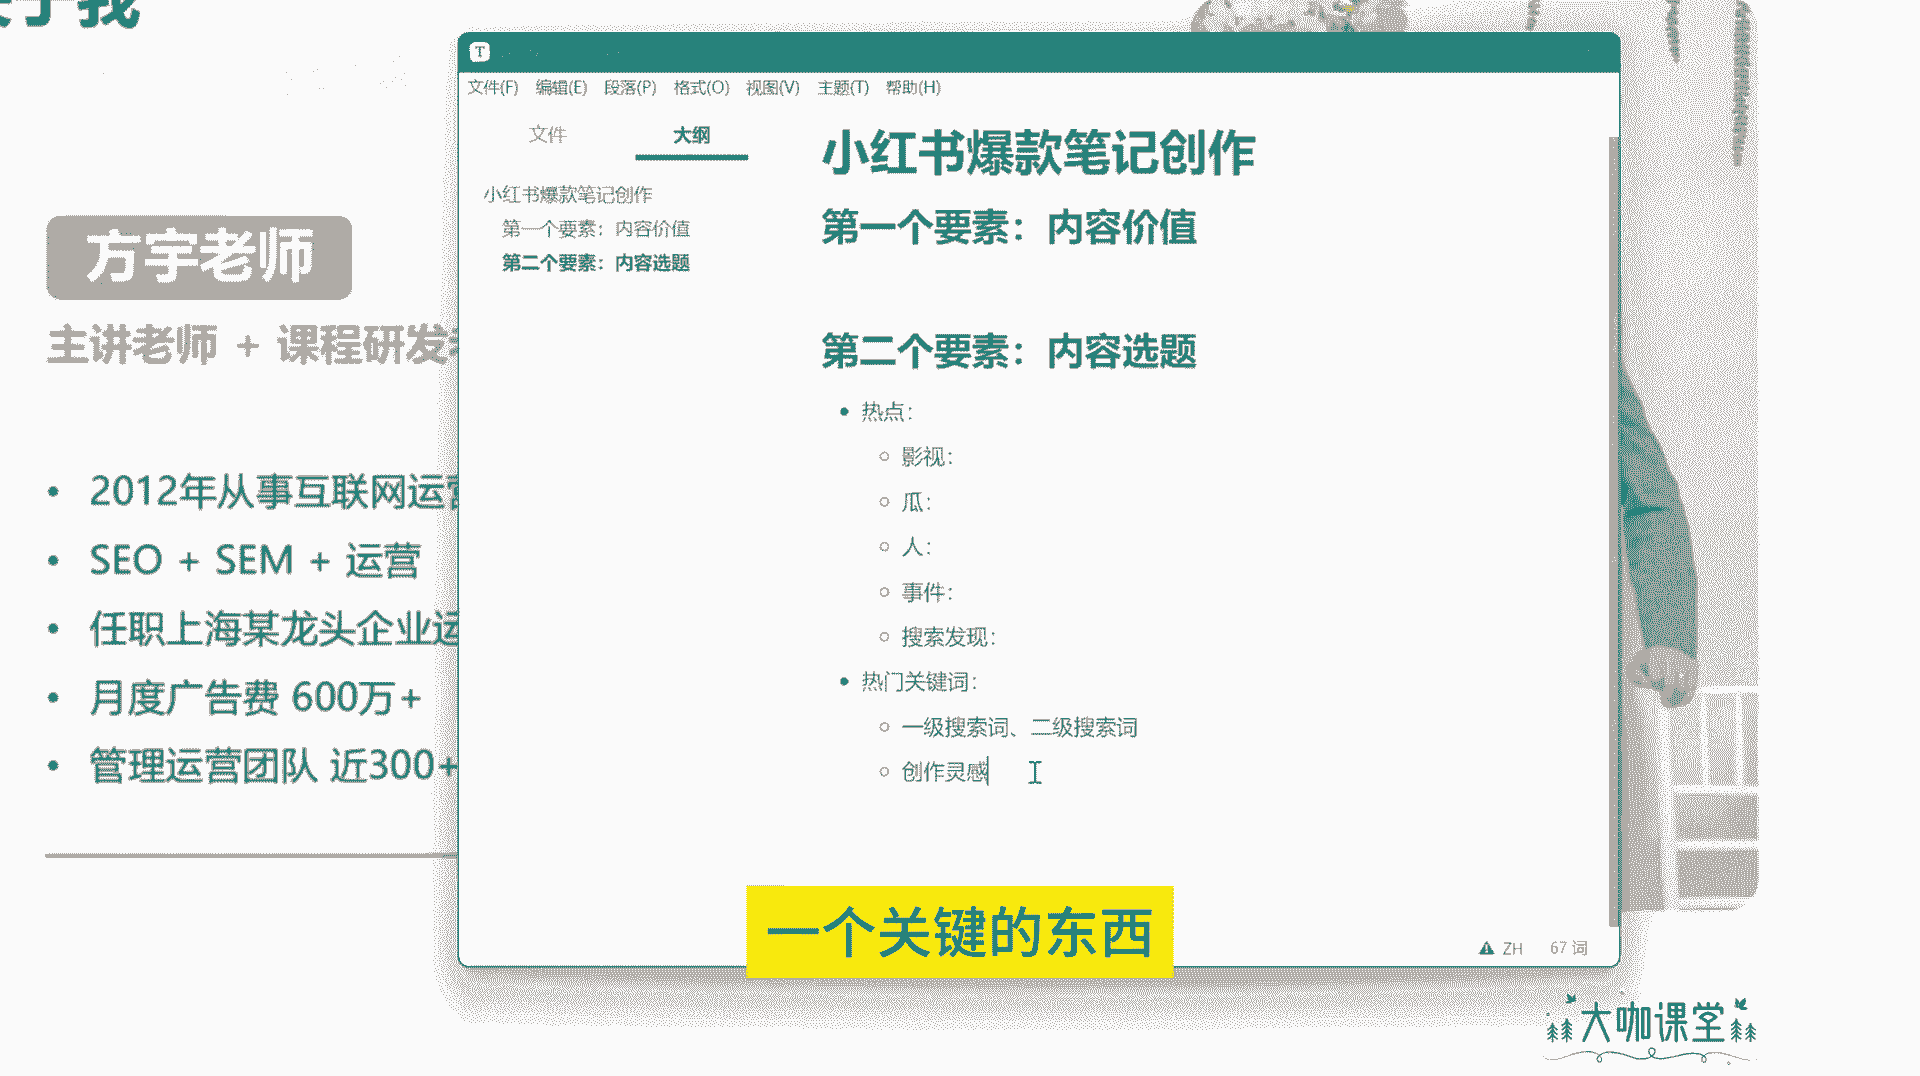 关于我
方宇老师
主讲老师 + 课程研发
2012年从事互联网运营
SEO + SEM + 运营
任职上海某龙头企业运
月度广告费 600万+
管理运营团队 近300+
T
文件(F) 编辑(E) 段落(P) 格式(O) 视图(V) 主题(T) 帮助(H)
文件 大纲
小红书爆款笔记创作
第一个要素：内容价值
第二个要素：内容选题
小红书爆款笔记创作
第一个要素：内容价值
第二个要素：内容选题
热点：
影视：
瓜：
人：
事件：
搜索发现：
热门关键词：
一级搜索词、二级搜索词
创作灵感
ZH 67 词
一个关键的东西
大咖课堂